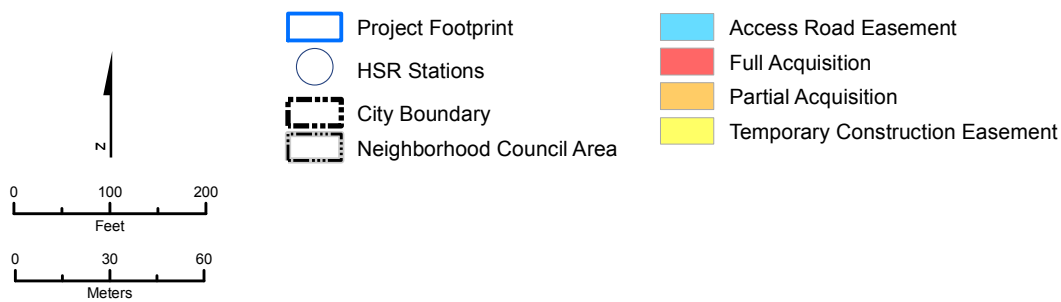 Project Footprint
HSR Stations
City Boundary
Neighborhood Council Area
Access Road Easement
Full Acquisition
Partial Acquisition
Temporary Construction Easement
N
0 100 200
Feet
0 30 60
Meters